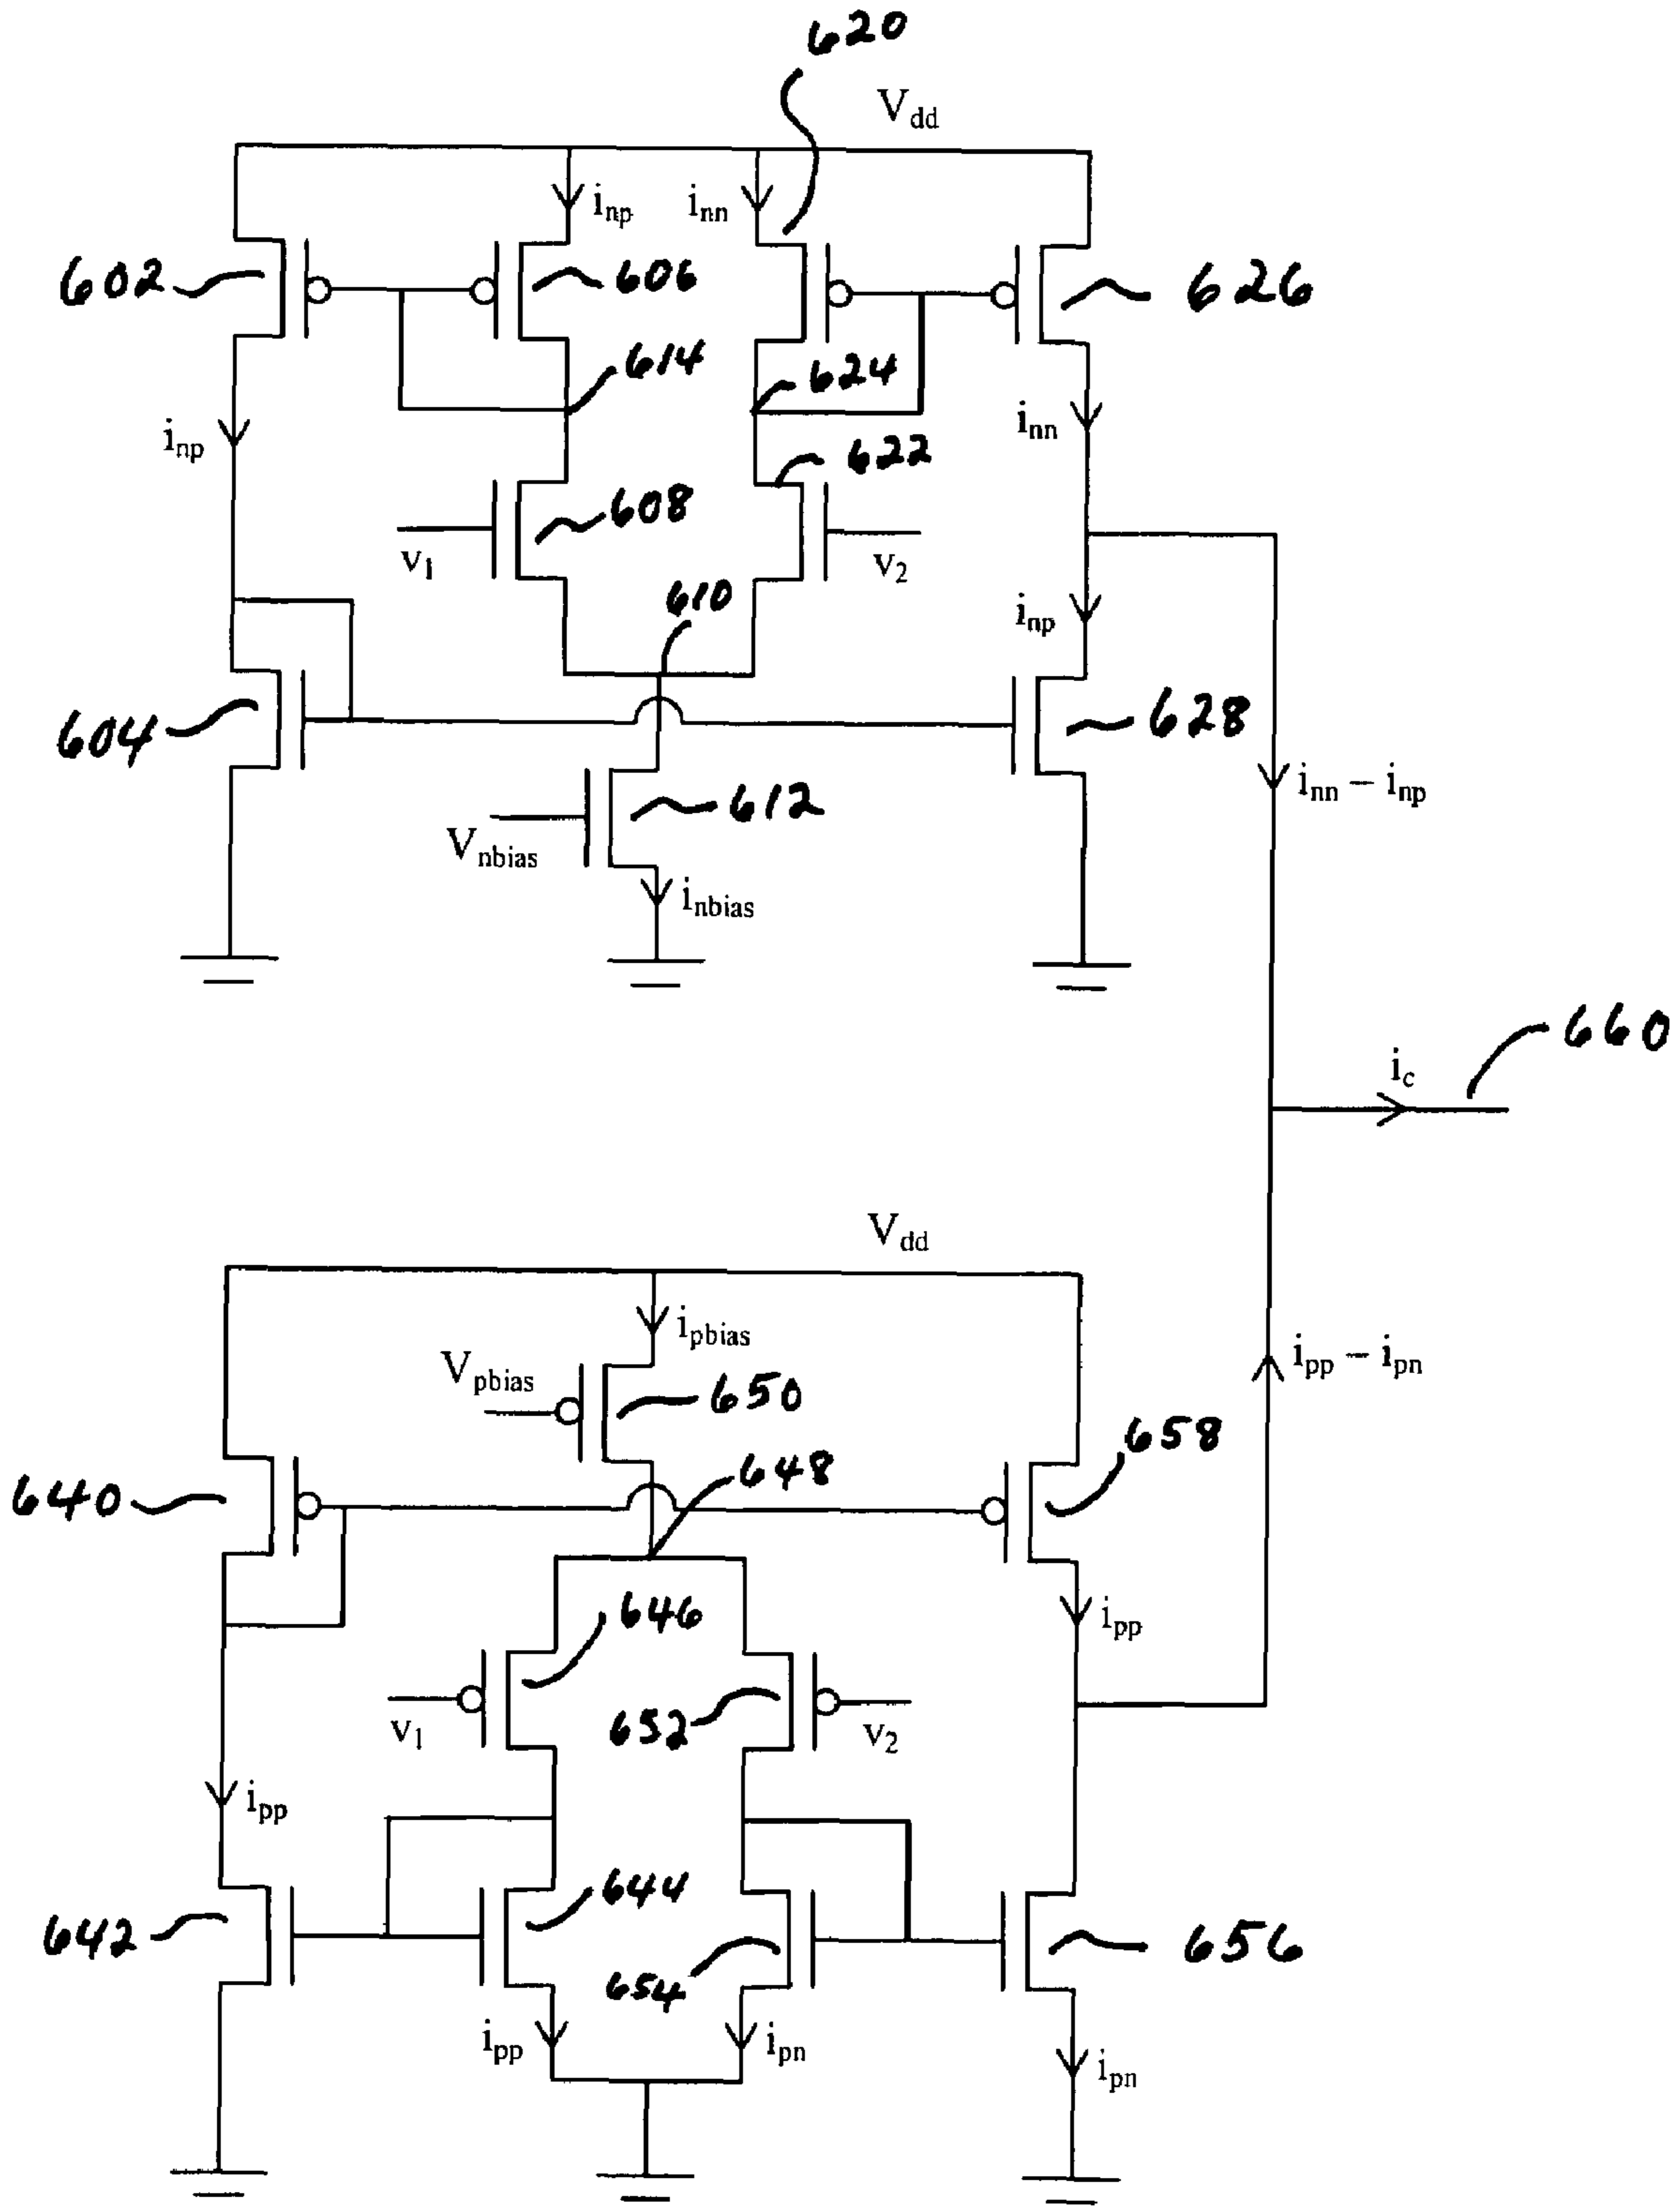 620
Vdd
inp
inn
602
606
626
614
624
inp
inn
622
608
v1
v2
610
inp
604
628
612
inn − inp
Vnbias
inbias
660
ic
Vdd
ipbias
Vpbias
ipp − ipn
650
658
648
640
646
ipp
652
v1
v2
ipp
644
642
654
656
ipp
ipn
ipn